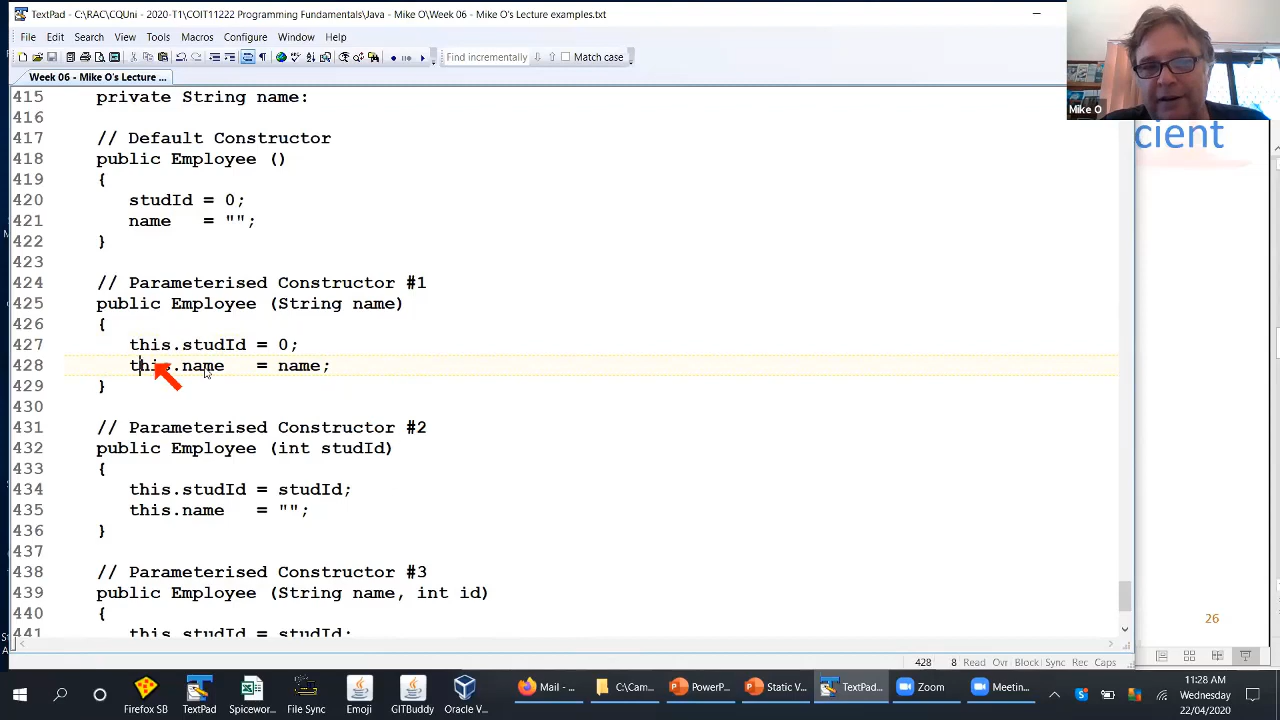 TextPad - C:\RAC\CQUni - 2020-T1\COIT11222 Programming Fundamentals\Java - Mike O\Week 06 - Mike O's Lecture examples.txt
File Edit Search View Tools Macros Configure Window Help
Find incrementally Match case
Week 06 - Mike O's Lecture ...
Mike O
cient
415 private String name:
416
417 // Default Constructor
418 public Employee ()
419 {
420 studId = 0;
421 name = "";
422 }
423
424 // Parameterised Constructor #1
425 public Employee (String name)
426 {
427 this.studId = 0;
428 this.name = name;
429 }
430
431 // Parameterised Constructor #2
432 public Employee (int studId)
433 {
434 this.studId = studId;
435 this.name = "";
436 }
437
438 // Parameterised Constructor #3
439 public Employee (String name, int id)
440 {
441 this.studId = studId;
26
428 8 Read Ovr Block Sync Rec Caps
Mail - ... C:\Cam... PowerP... Static V... TextPad... Zoom Meetin...
Firefox SB TextPad Spicewor... File Sync Emoji GITBuddy Oracle V...
11:28 AM
Wednesday
22/04/2020